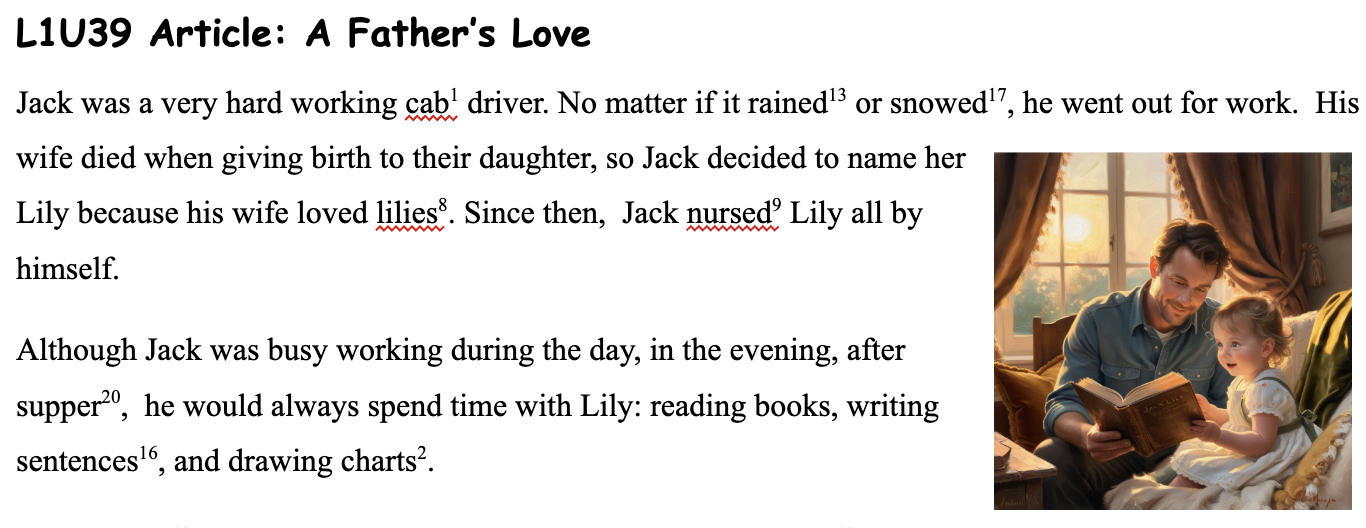 L1U39 Article: A Father's Love
Jack was a very hard working cab¹ driver. No matter if it rained¹³ or snowed¹⁷, he went out for work.  His
wife died when giving birth to their daughter, so Jack decided to name her
Lily because his wife loved lilies⁸. Since then,  Jack nursed⁹ Lily all by
himself.
Although Jack was busy working during the day, in the evening, after
supper²⁰,  he would always spend time with Lily: reading books, writing
sentences¹⁶, and drawing charts².